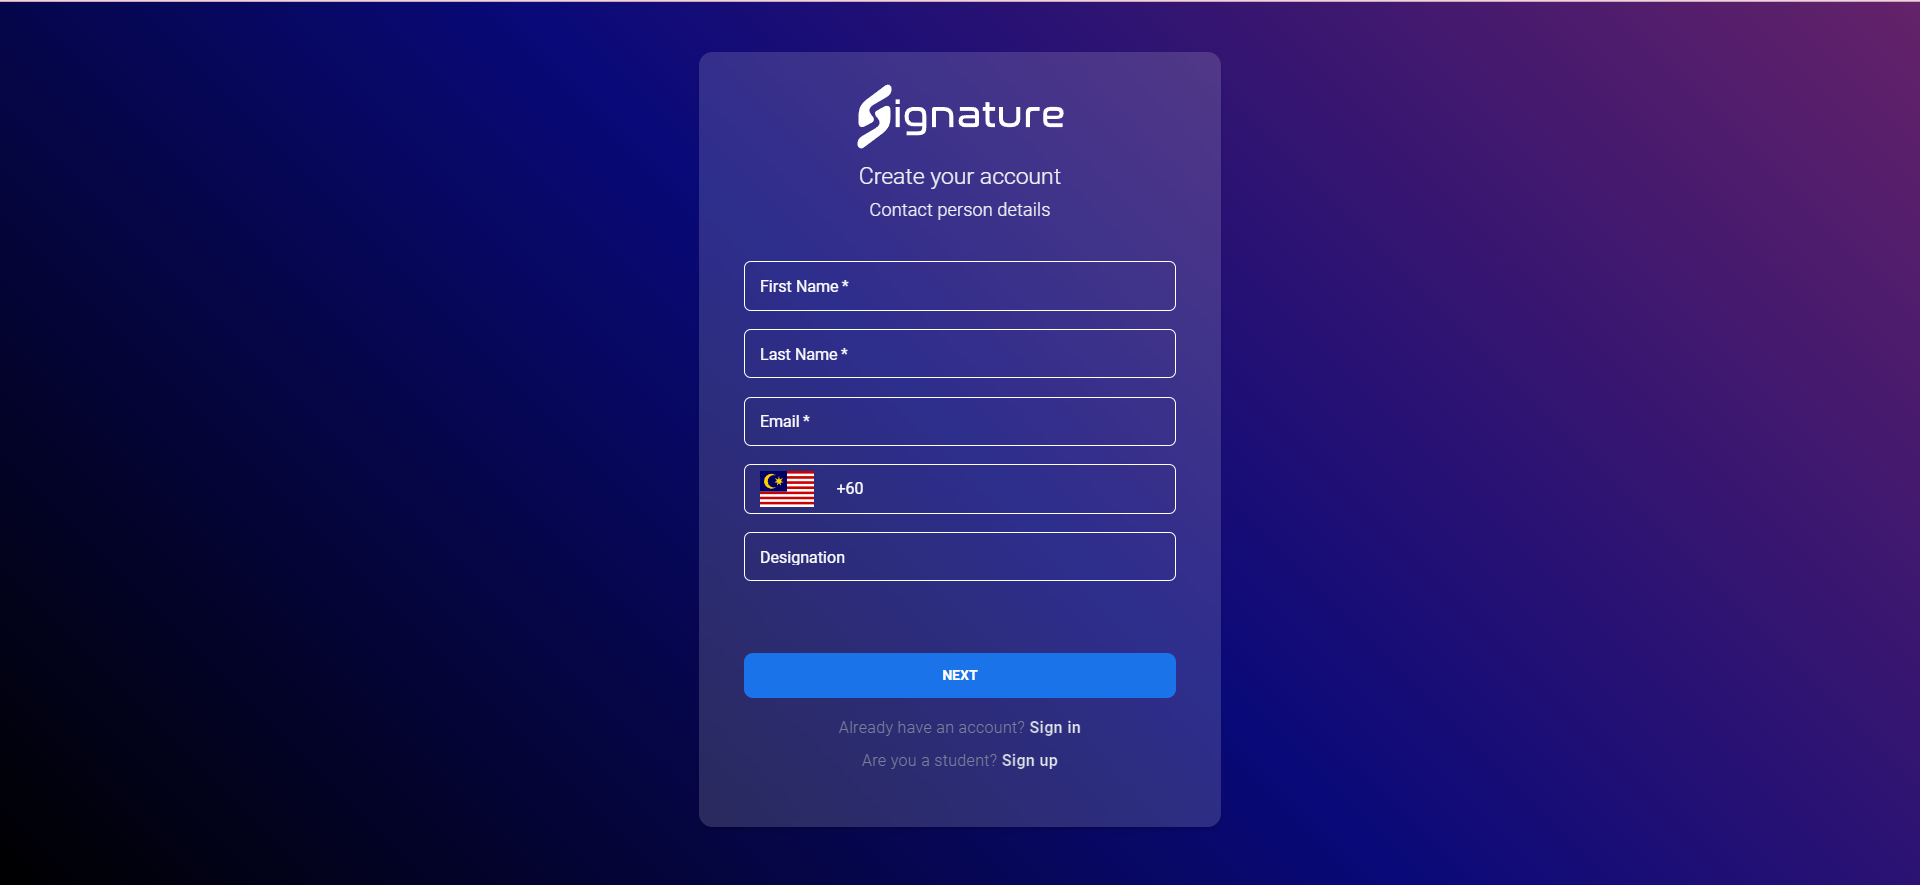 Signature
Create your account
Contact person details
First Name *
Last Name *
Email *
+60
Designation
NEXT
Already have an account? Sign in
Are you a student? Sign up